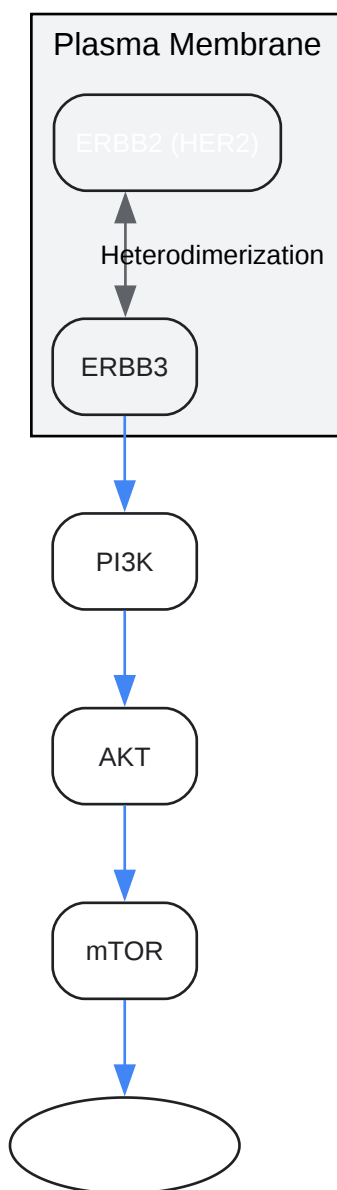 Plasma Membrane
ERBB2 (HER2)
Heterodimerization
ERBB3
PI3K
AKT
mTOR